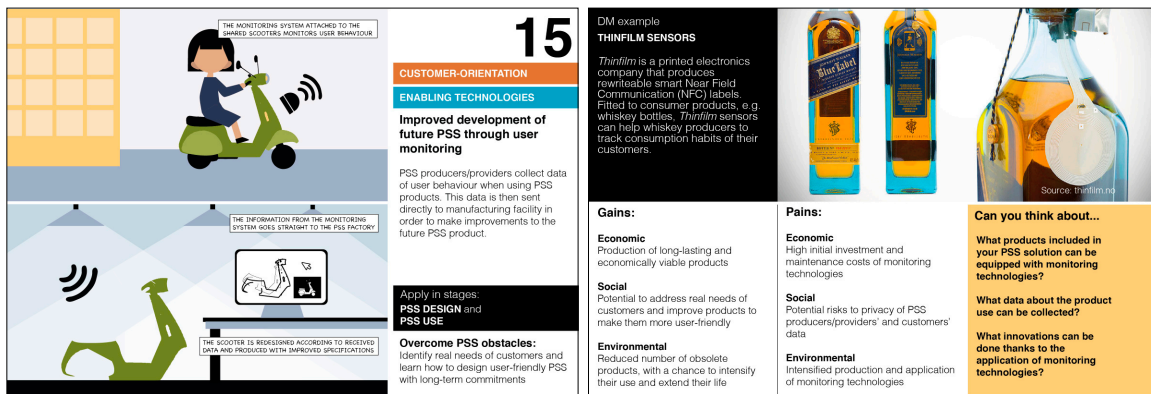 THE MONITORING SYSTEM ATTACHED TO THE
SHARED SCOOTERS MONITORS USER BEHAVIOUR
THE INFORMATION FROM THE MONITORING
SYSTEM GOES STRAIGHT TO THE PSS FACTORY
THE SCOOTER IS REDESIGNED ACCORDING TO RECEIVED
DATA AND PRODUCED WITH IMPROVED SPECIFICATIONS
15
CUSTOMER-ORIENTATION
ENABLING TECHNOLOGIES
Improved development of
future PSS through user
monitoring
PSS producers/providers collect data
of user behaviour when using PSS
products. This data is then sent
directly to manufacturing facility in
order to make improvements to the
future PSS product.
Apply in stages:
PSS DESIGN and
PSS USE
Overcome PSS obstacles:
Identify real needs of customers and
learn how to design user-friendly PSS
with long-term commitments
DM example
THINFILM SENSORS
Thinfilm is a printed electronics
company that produces
rewriteable smart Near Field
Communication (NFC) labels.
Fitted to consumer products, e.g.
whiskey bottles, Thinfilm sensors
can help whiskey producers to
track consumption habits of their
customers.
Blue Label
Source: thinfilm.no
Gains:
Economic
Production of long-lasting and
economically viable products
Social
Potential to address real needs of
customers and improve products to
make them more user-friendly
Environmental
Reduced number of obsolete
products, with a chance to intensify
their use and extend their life
Pains:
Economic
High initial investment and
maintenance costs of monitoring
technologies
Social
Potential risks to privacy of PSS
producers/providers' and customers'
data
Environmental
Intensified production and application
of monitoring technologies
Can you think about...
What products included in
your PSS solution can be
equipped with monitoring
technologies?
What data about the product
use can be collected?
What innovations can be
done thanks to the
application of monitoring
technologies?